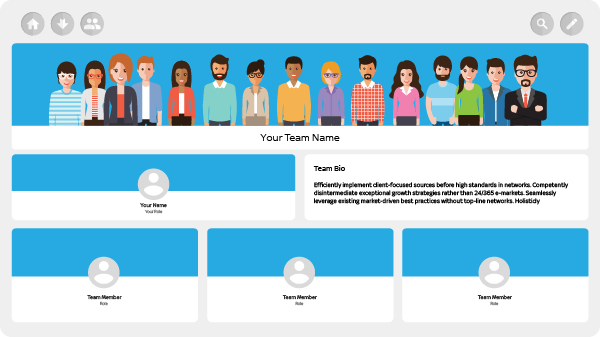 Your Team Name
Team Bio
Efficiently implement client-focused sources before high standards in networks. Competently
disintermediate exceptional growth strategies rather than 24/365 e-markets. Seamlessly
leverage existing market-driven best practices without top-line networks. Holisticly
Your Name
Your Role
Team Member
Role
Team Member
Role
Team Member
Role